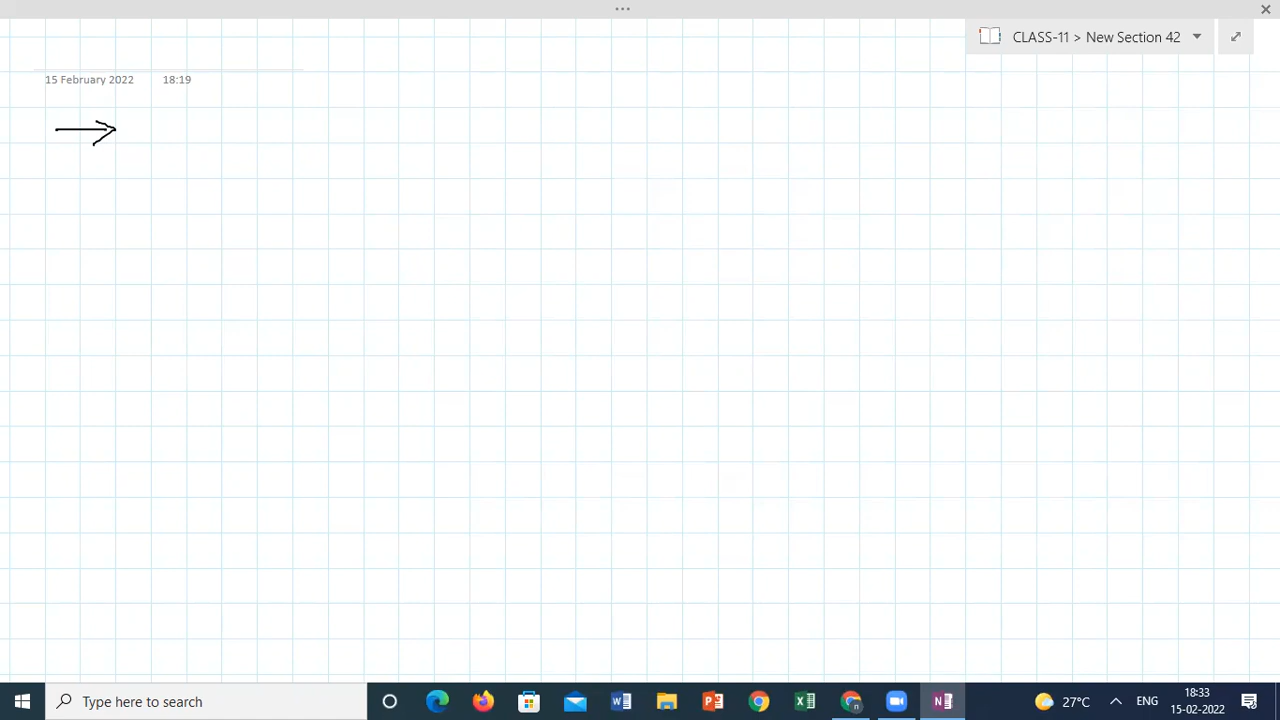 CLASS-11 > New Section 42
15 February 2022 18:19
Type here to search
27°C
ENG
18:33
15-02-2022